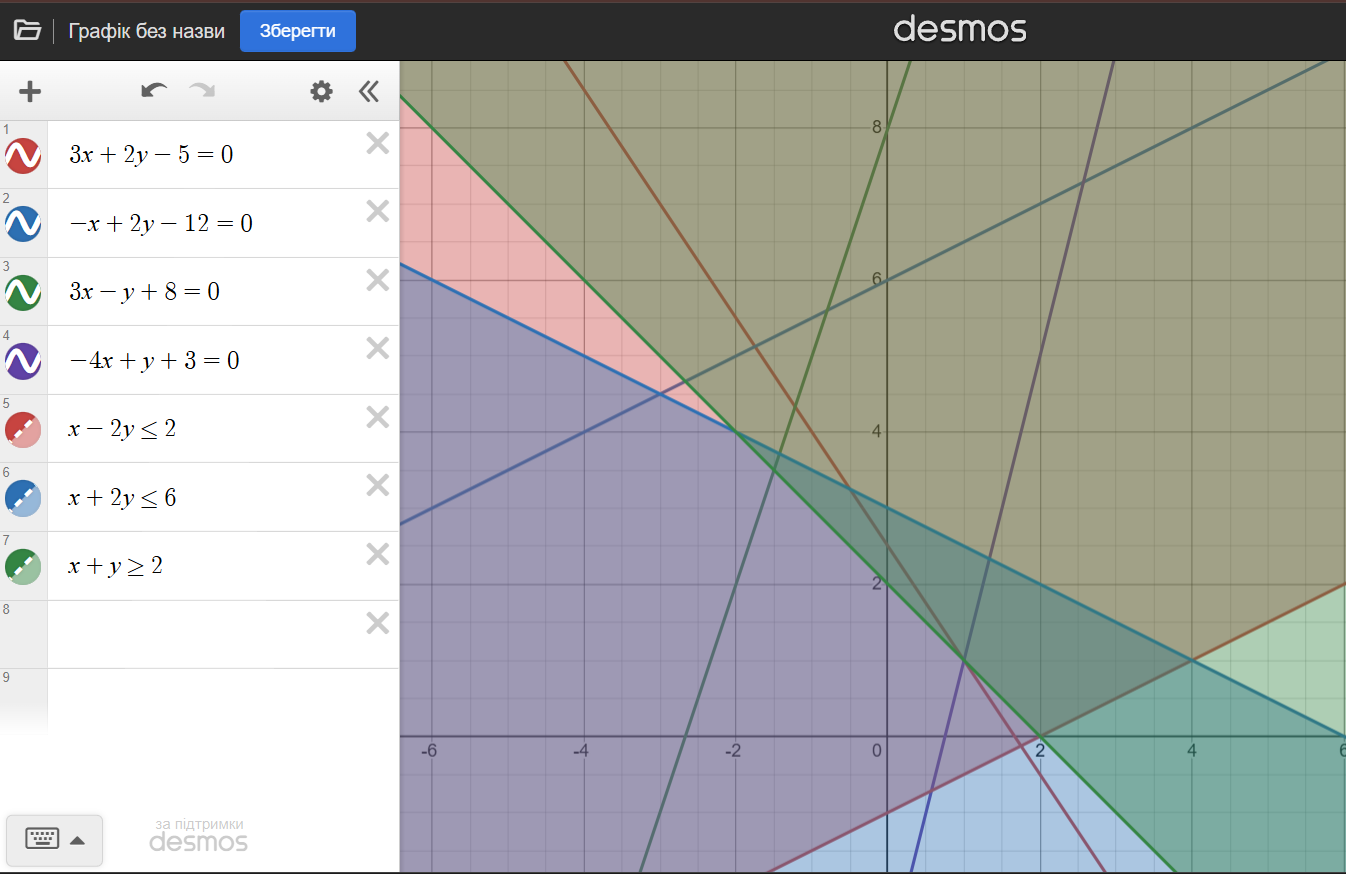 Графік без назви
Зберегти
desmos
1
3x + 2y − 5 = 0
2
−x + 2y − 12 = 0
3
3x − y + 8 = 0
4
−4x + y + 3 = 0
5
x − 2y ≤ 2
6
x + 2y ≤ 6
7
x + y ≥ 2
8
9
за підтримки
desmos
8
6
4
2
-6 -4 -2 0 2 4 6